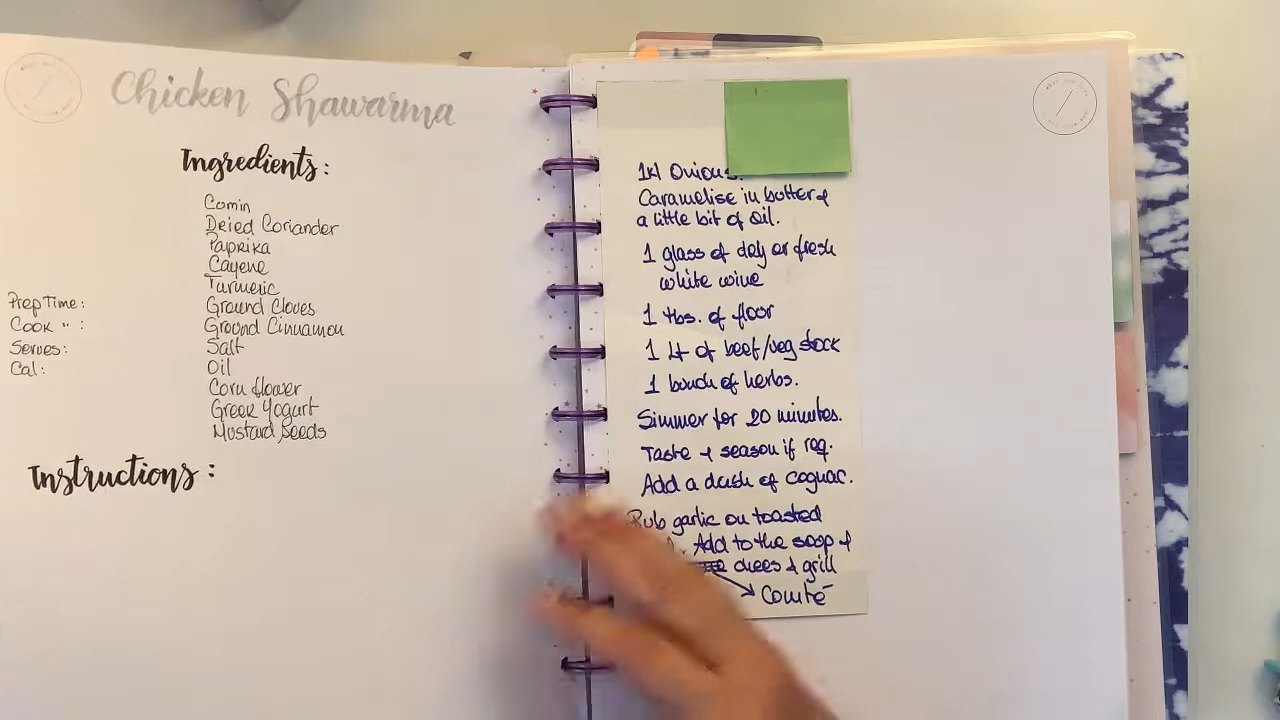 Chicken Shawarma
Ingredients:
Comin
Dried Coriander
Paprika
Cayene
Turmeric
Ground Cloves
Ground Cinnamon
Salt
Oil
Corn flower
Greek Yogurt
Mustard Seeds
Prep Time:
Cook " :
Serves:
Cal:
Instructions:
1kl Onions.
Caramelise in butter &
a little bit of oil.
1 glass of dry or fresh
white wine
1 tbs. of floor
1 Lt of beef/veg stock
1 bunch of herbs.
Simmer for 20 minutes.
Taste & season if req.
Add a dash of cognac.
Rub garlic on toasted
Add to the soop &
chees & grill
Comté